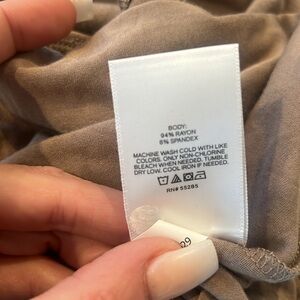 BODY:
94% RAYON
6% SPANDEX
MACHINE WASH COLD WITH LIKE
COLORS. ONLY NON-CHLORINE
BLEACH WHEN NEEDED. TUMBLE
DRY LOW. COOL IRON IF NEEDED.
RN# 55285